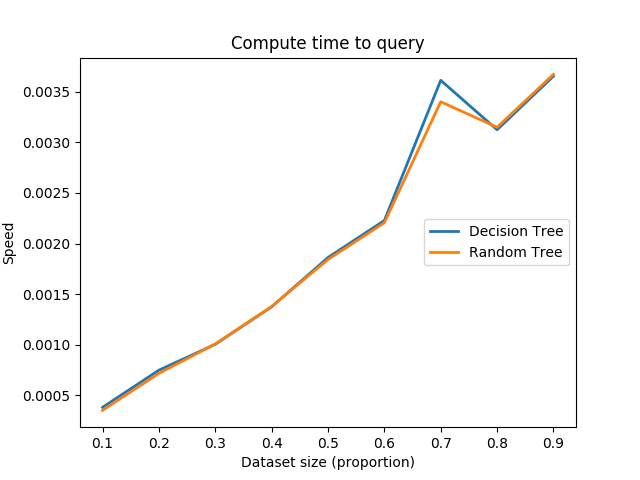 Compute time to query
0.0035
0.0030
0.0025
0.0020
0.0015
0.0010
0.0005
Speed
Decision Tree
Random Tree
0.1 0.2 0.3 0.4 0.5 0.6 0.7 0.8 0.9
Dataset size (proportion)